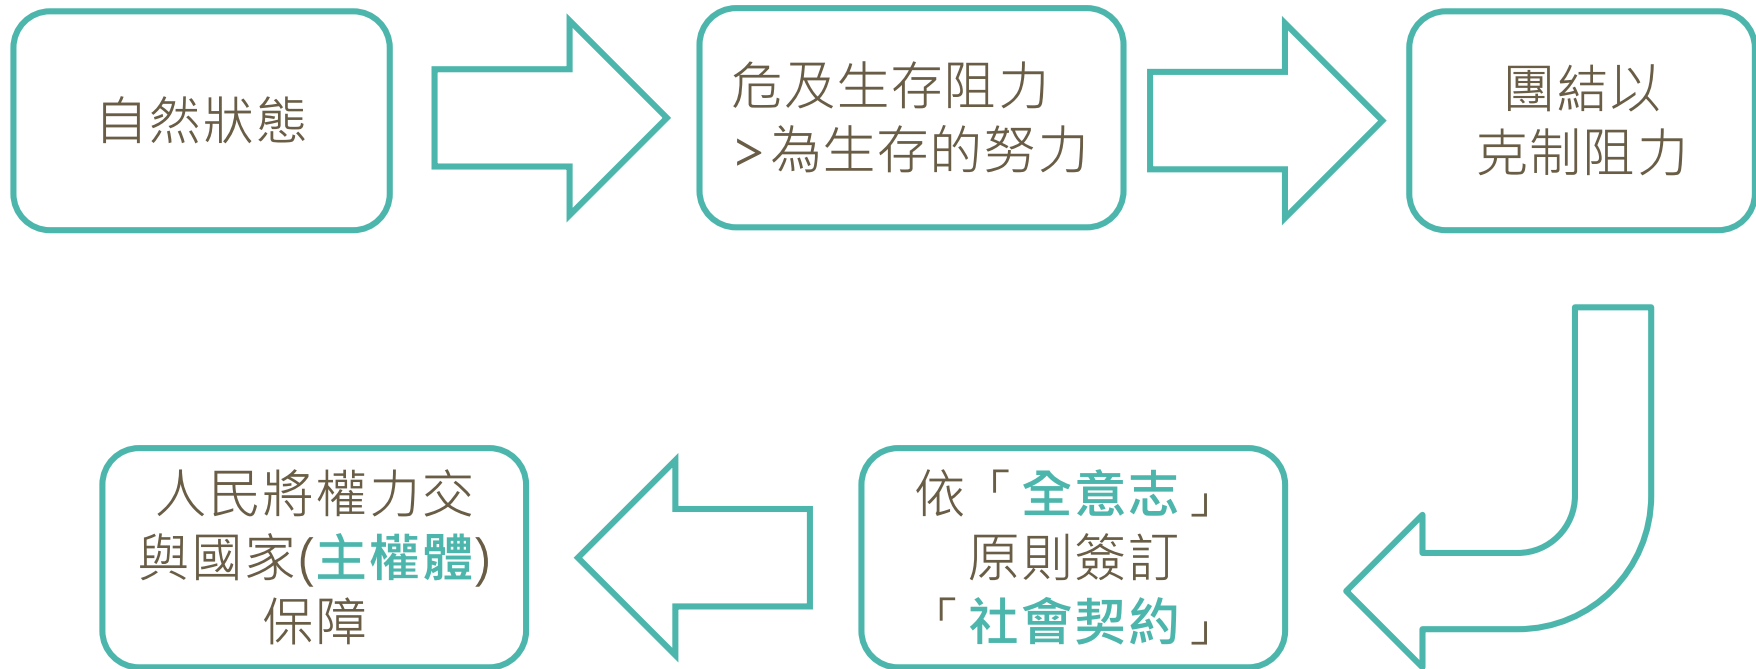 自然狀態
危及生存阻力
>為生存的努力
團結以
克制阻力
依「全意志」
原則簽訂
「社會契約」
人民將權力交
與國家(主權體)
保障